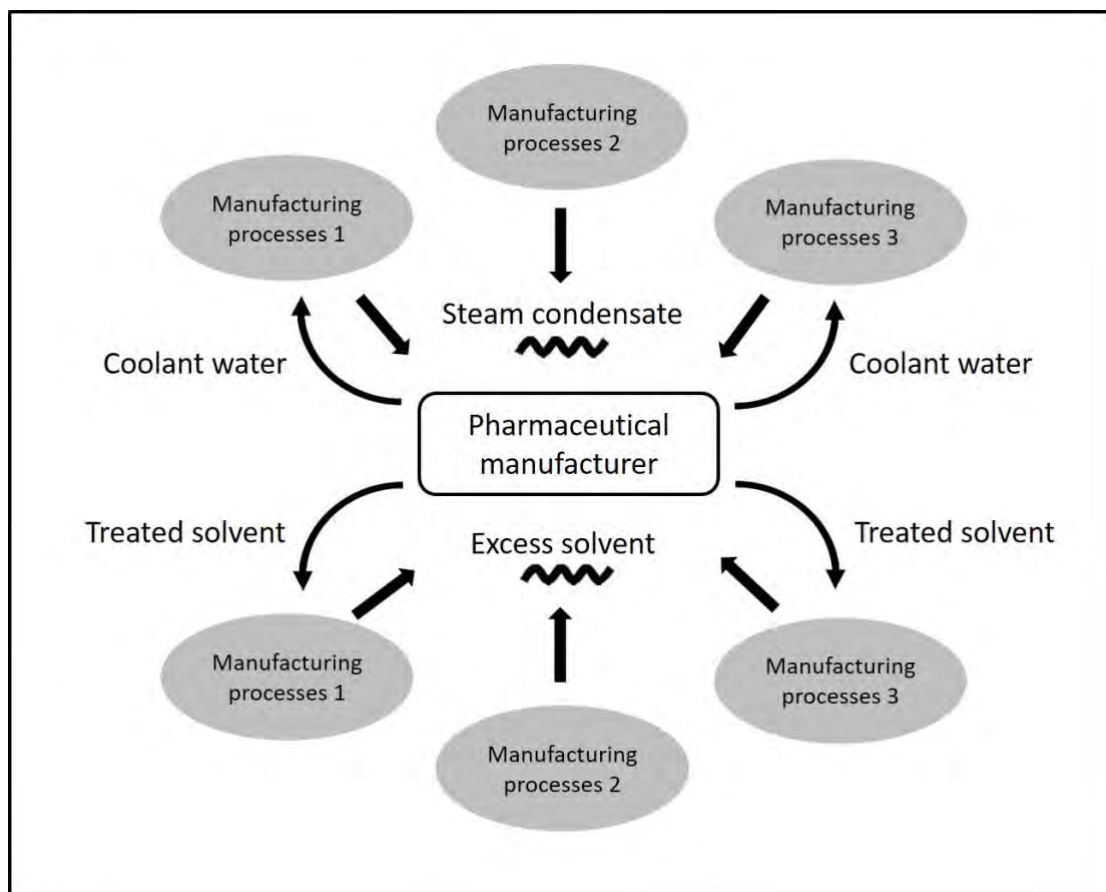 Manufacturing
processes 2
Manufacturing
processes 1
Manufacturing
processes 3
Steam condensate
Coolant water
Coolant water
Pharmaceutical
manufacturer
Treated solvent
Excess solvent
Treated solvent
Manufacturing
processes 1
Manufacturing
processes 3
Manufacturing
processes 2